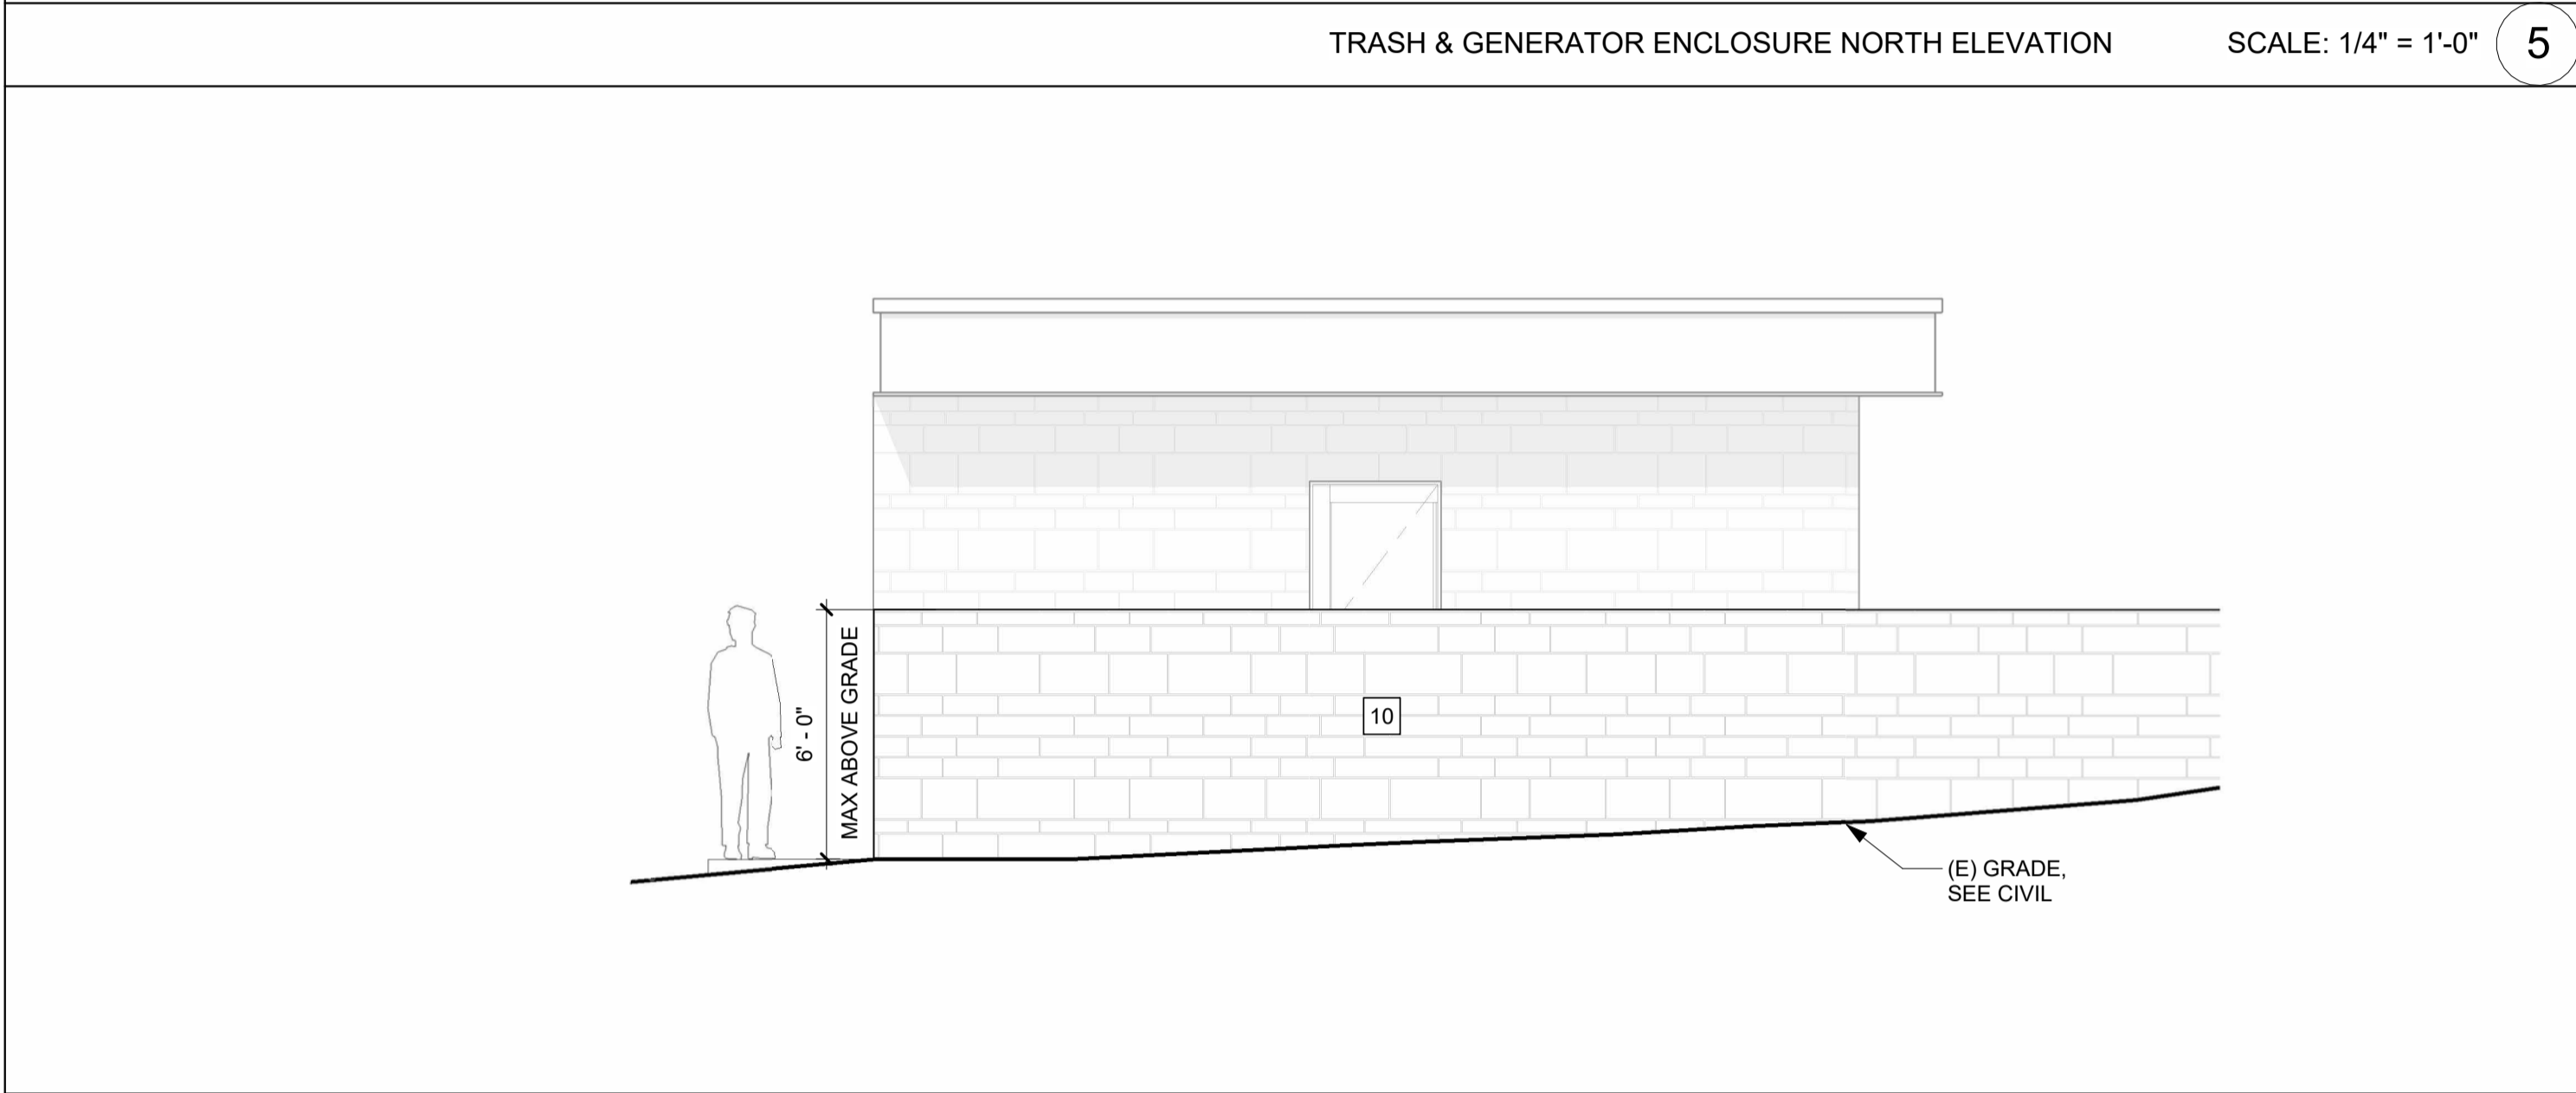 TRASH & GENERATOR ENCLOSURE NORTH ELEVATION SCALE: 1/4" = 1'-0" 5
6' - 0"
MAX ABOVE GRADE
10
(E) GRADE,
SEE CIVIL